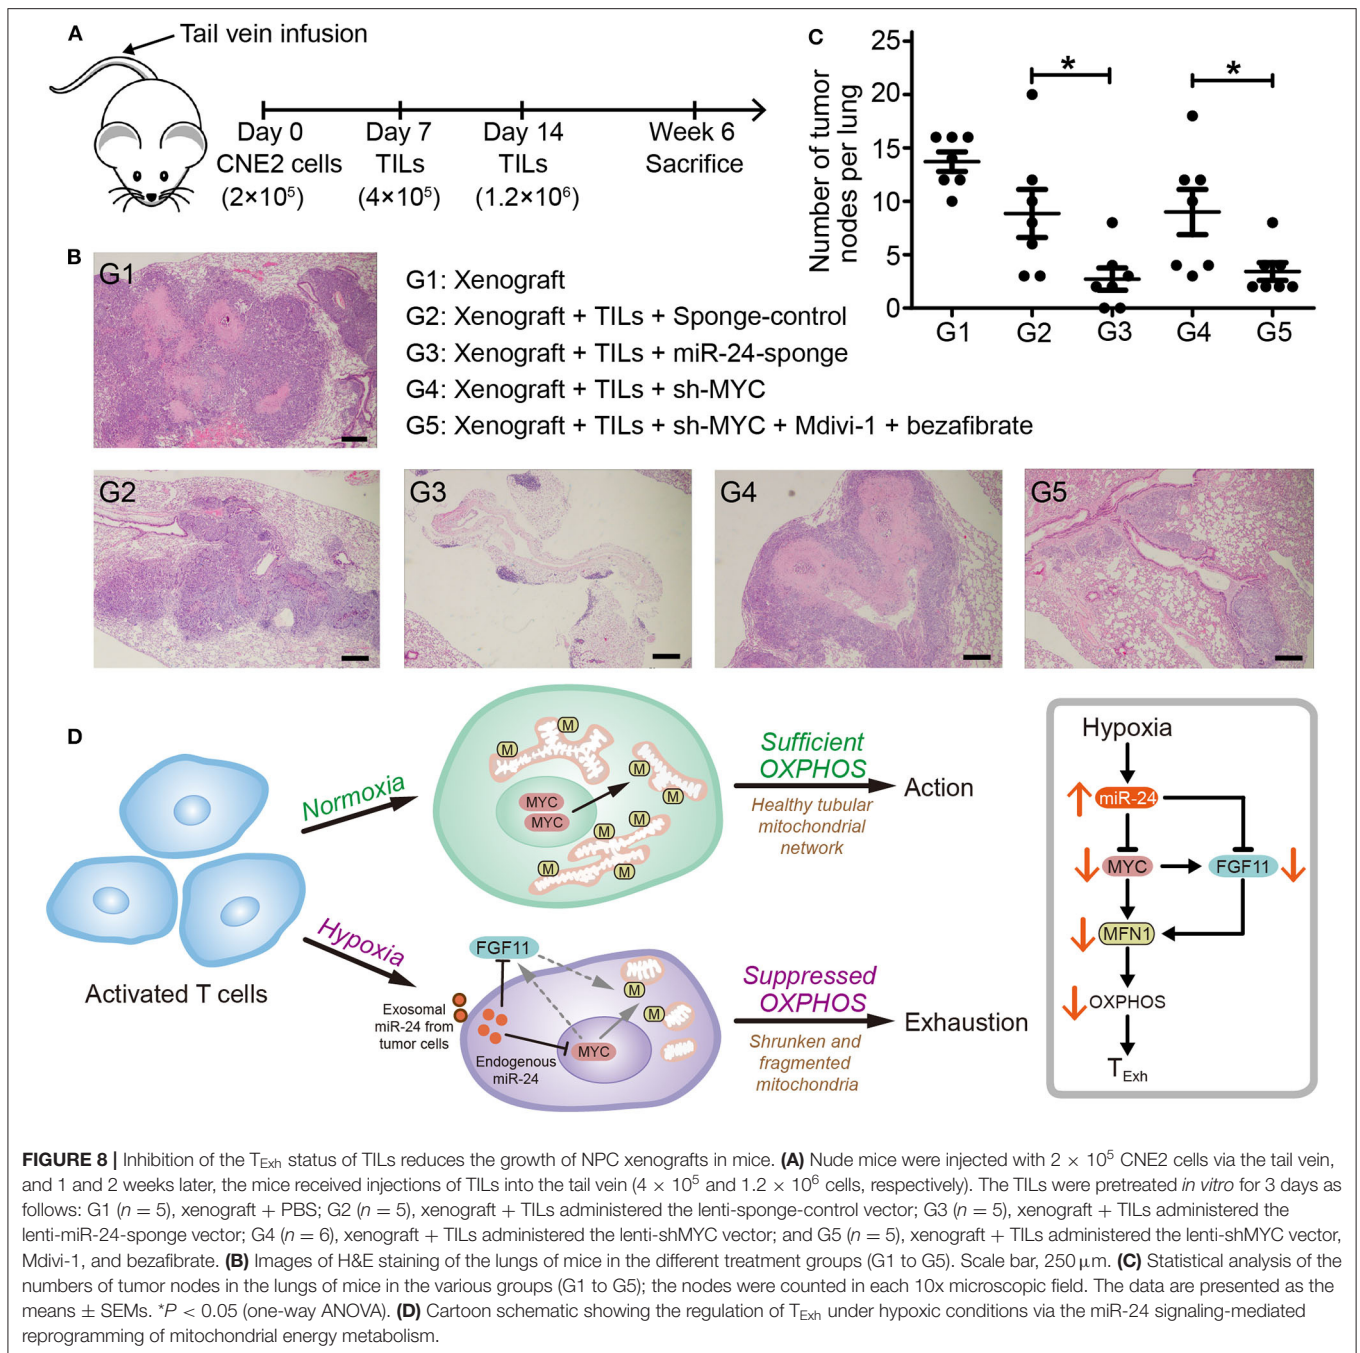 A
Tail vein infusion
Day 0
CNE2 cells
(2×10⁵)
Day 7
TILs
(4×10⁵)
Day 14
TILs
(1.2×10⁶)
Week 6
Sacrifice
C
Number of tumor
nodes per lung
25
20
15
10
5
0
*
*
G1
G2
G3
G4
G5
B
G1
G1: Xenograft
G2: Xenograft + TILs + Sponge-control
G3: Xenograft + TILs + miR-24-sponge
G4: Xenograft + TILs + sh-MYC
G5: Xenograft + TILs + sh-MYC + Mdivi-1 + bezafibrate
G2
G3
G4
G5
D
Activated T cells
Normoxia
M
M
M
M
MYC
MYC
M
M
M
M
Sufficient
OXPHOS
Healthy tubular
mitochondrial
network
Action
Hypoxia
Exosomal
miR-24 from
tumor cells
FGF11
Endogenous
miR-24
MYC
M
M
Suppressed
OXPHOS
Shrunken and
fragmented
mitochondria
Exhaustion
Hypoxia
miR-24
MYC
FGF11
MFN1
OXPHOS
T_Exh
FIGURE 8 | Inhibition of the T_Exh status of TILs reduces the growth of NPC xenografts in mice. (A) Nude mice were injected with 2 × 10⁵ CNE2 cells via the tail vein,
and 1 and 2 weeks later, the mice received injections of TILs into the tail vein (4 × 10⁵ and 1.2 × 10⁶ cells, respectively). The TILs were pretreated in vitro for 3 days as
follows: G1 (n = 5), xenograft + PBS; G2 (n = 5), xenograft + TILs administered the lenti-sponge-control vector; G3 (n = 5), xenograft + TILs administered the
lenti-miR-24-sponge vector; G4 (n = 6), xenograft + TILs administered the lenti-shMYC vector; and G5 (n = 5), xenograft + TILs administered the lenti-shMYC vector,
Mdivi-1, and bezafibrate. (B) Images of H&E staining of the lungs of mice in the different treatment groups (G1 to G5). Scale bar, 250 μm. (C) Statistical analysis of the
numbers of tumor nodes in the lungs of mice in the various groups (G1 to G5); the nodes were counted in each 10x microscopic field. The data are presented as the
means ± SEMs. *P < 0.05 (one-way ANOVA). (D) Cartoon schematic showing the regulation of T_Exh under hypoxic conditions via the miR-24 signaling-mediated
reprogramming of mitochondrial energy metabolism.